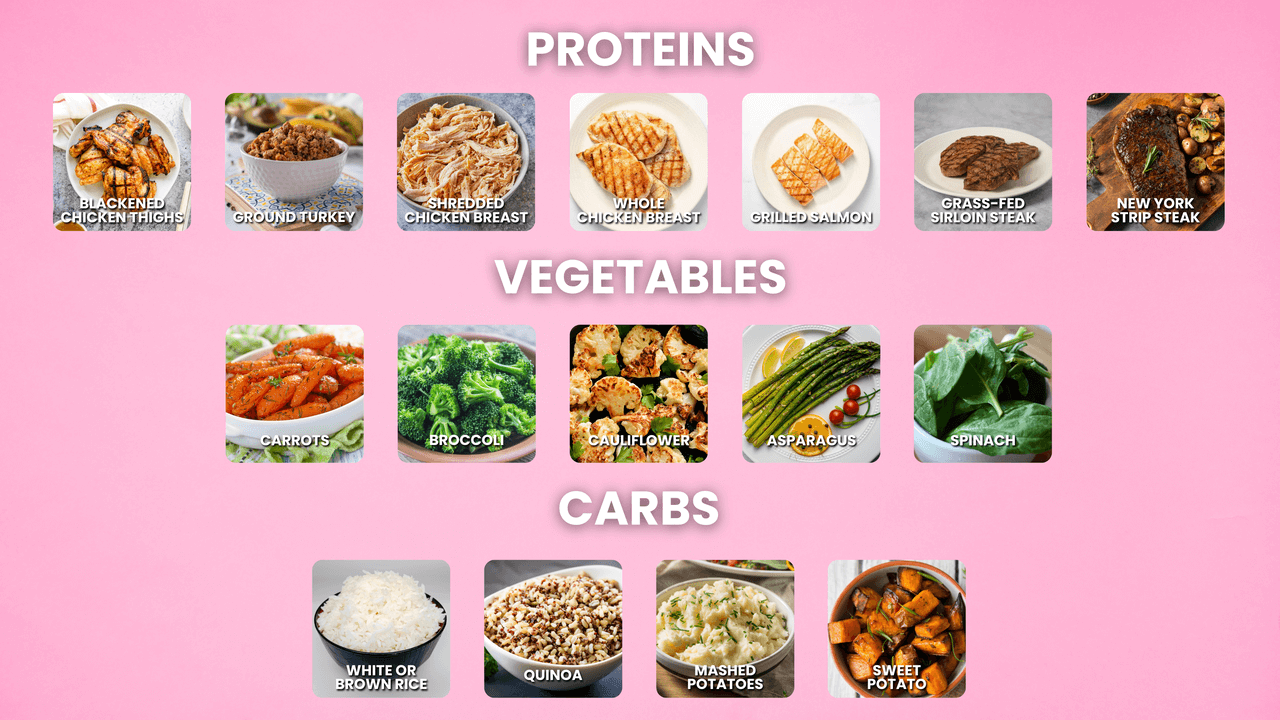 PROTEINS
BLACKENED
CHICKEN THIGHS
GROUND TURKEY
SHREDDED
CHICKEN BREAST
WHOLE
CHICKEN BREAST
GRILLED SALMON
GRASS-FED
SIRLOIN STEAK
NEW YORK
STRIP STEAK
VEGETABLES
CARROTS
BROCCOLI
CAULIFLOWER
ASPARAGUS
SPINACH
CARBS
WHITE OR
BROWN RICE
QUINOA
MASHED
POTATOES
SWEET
POTATO